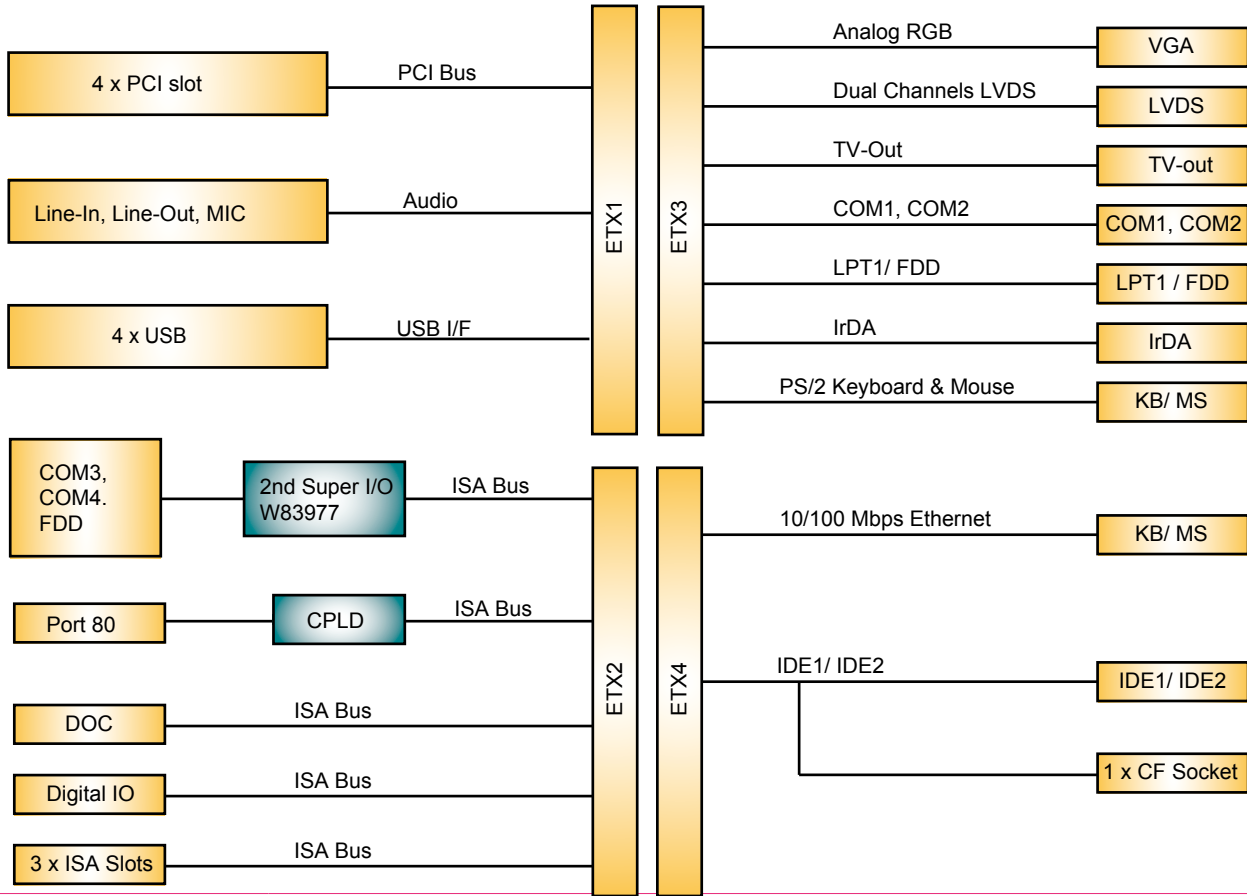 4 x PCI slot
PCI Bus
Line-In, Line-Out, MIC
Audio
4 x USB
USB I/F
ETX1
ETX3
Analog RGB
VGA
Dual Channels LVDS
LVDS
TV-Out
TV-out
COM1, COM2
COM1, COM2
LPT1/ FDD
LPT1 / FDD
IrDA
IrDA
PS/2 Keyboard & Mouse
KB/ MS
COM3,
COM4.
FDD
2nd Super I/O
W83977
ISA Bus
Port 80
CPLD
ISA Bus
DOC
ISA Bus
Digital IO
ISA Bus
3 x ISA Slots
ISA Bus
ETX2
ETX4
10/100 Mbps Ethernet
KB/ MS
IDE1/ IDE2
IDE1/ IDE2
1 x CF Socket